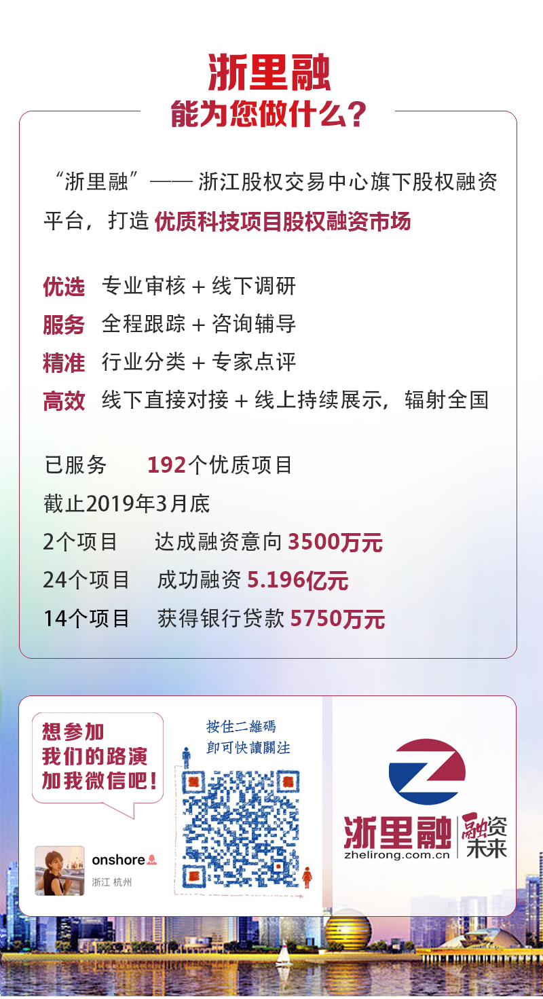 浙里融
能为您做什么？
“浙里融”—— 浙江股权交易中心旗下股权融资
平台，打造 优质科技项目股权融资市场
优选 专业审核 + 线下调研
服务 全程跟踪 + 咨询辅导
精准 行业分类 + 专家点评
高效 线下直接对接 + 线上持续展示，辐射全国
已服务 192个优质项目
截止2019年3月底
2个项目 达成融资意向 3500万元
24个项目 成功融资 5.196亿元
14个项目 获得银行贷款 5750万元
想参加
我们的路演
加我微信吧！
按住二維碼
即可快讀關注
onshore
浙江 杭州
浙里融
zhelirong.com.cn
融资
未来